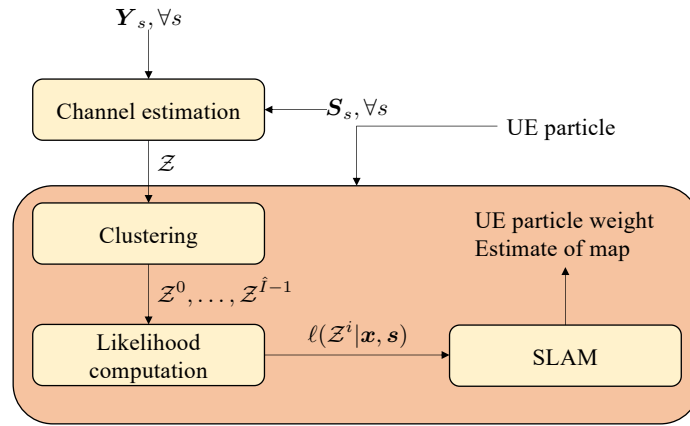 𝒀_s, ∀s
Channel estimation
𝑺_s, ∀s
UE particle
𝒵
Clustering
UE particle weight
Estimate of map
𝒵^0, . . . , 𝒵^{Î−1}
Likelihood
computation
ℓ(𝒵^i|𝒙, 𝒔)
SLAM